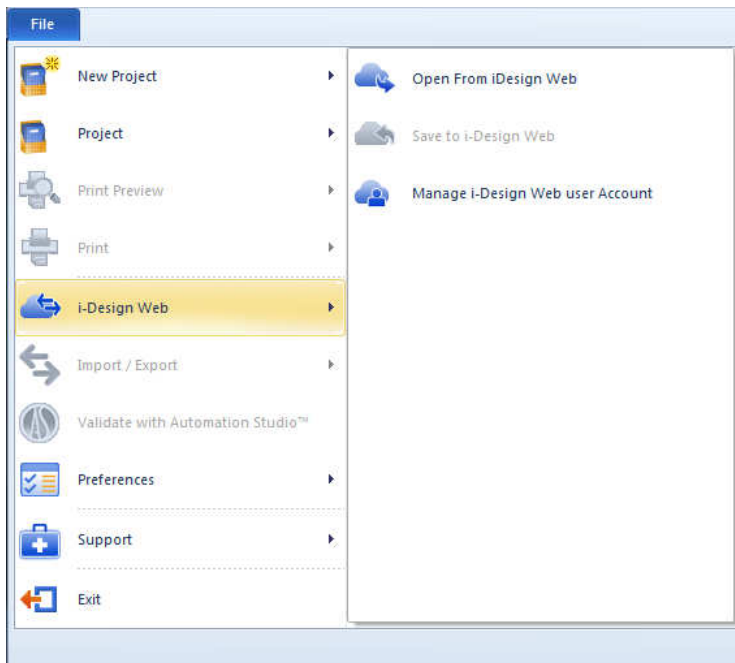 File
New Project
Project
Print Preview
Print
i-Design Web
Import / Export
Validate with Automation Studio™
Preferences
Support
Exit
Open From iDesign Web
Save to i-Design Web
Manage i-Design Web user Account